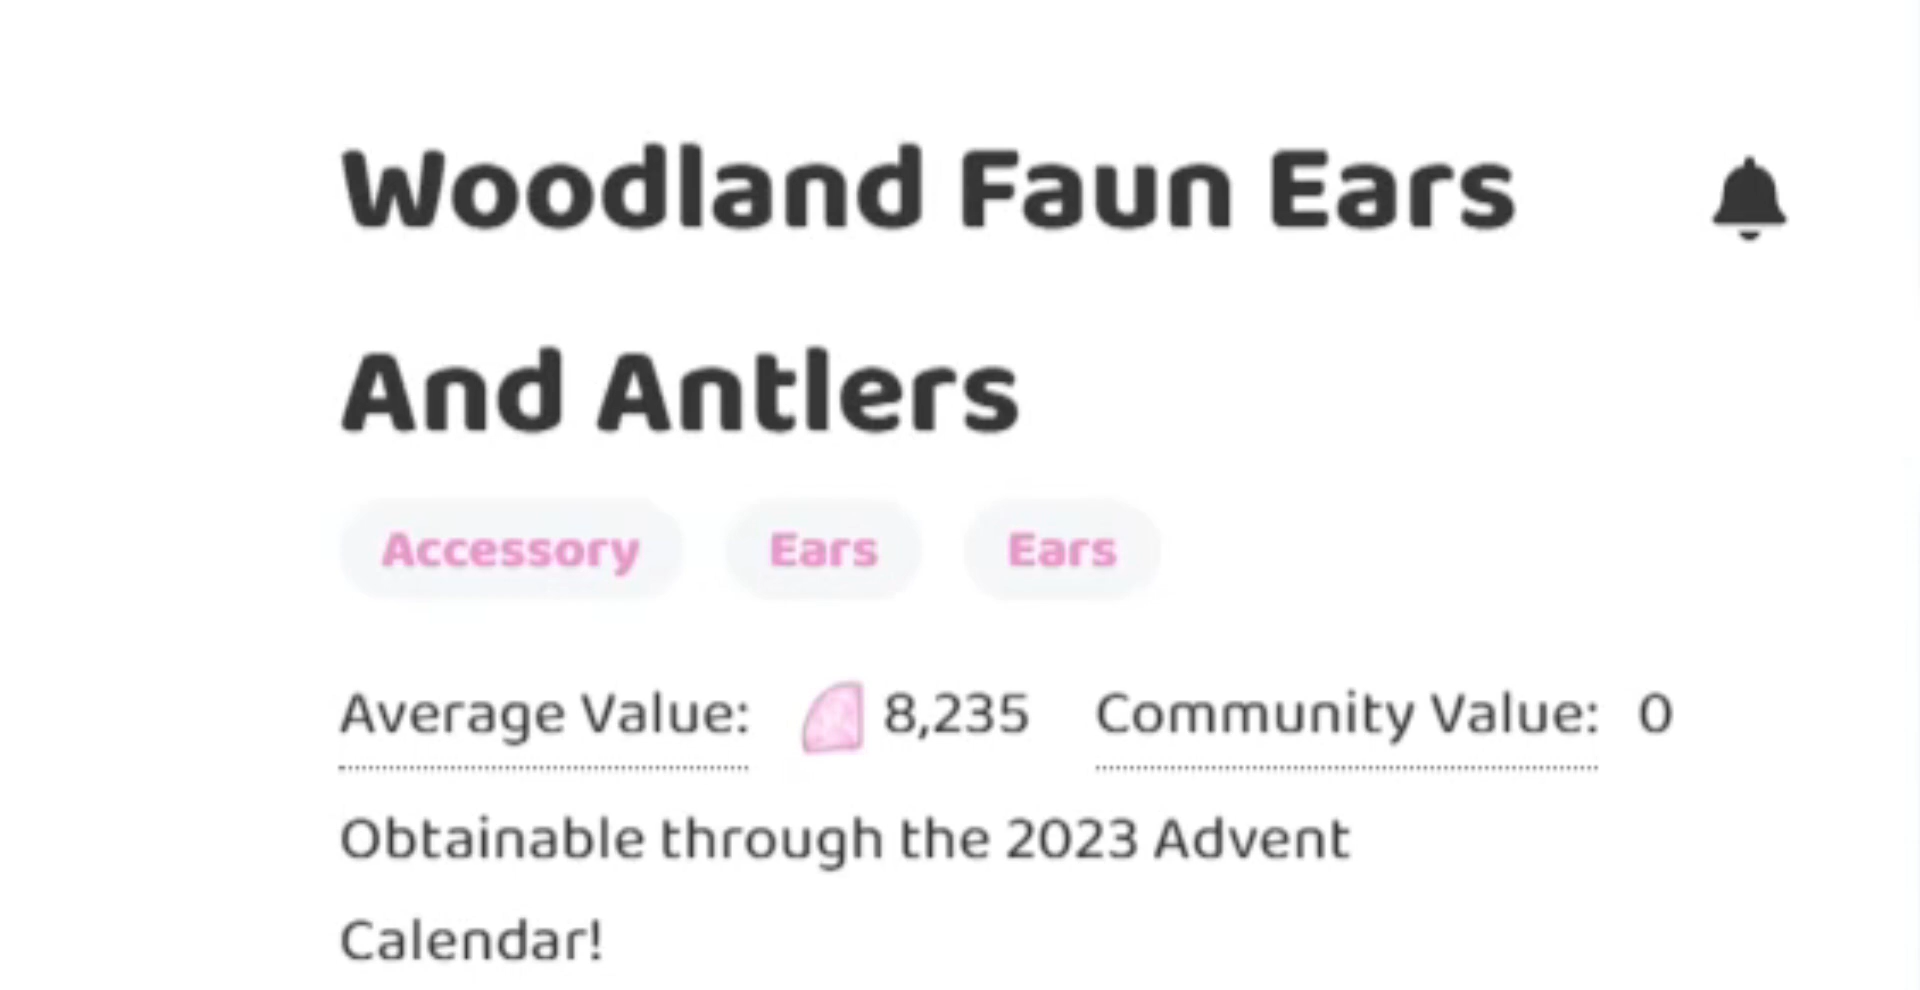 Woodland Faun Ears
And Antlers
Accessory Ears Ears
Average Value: 8,235 Community Value: 0
Obtainable through the 2023 Advent
Calendar!